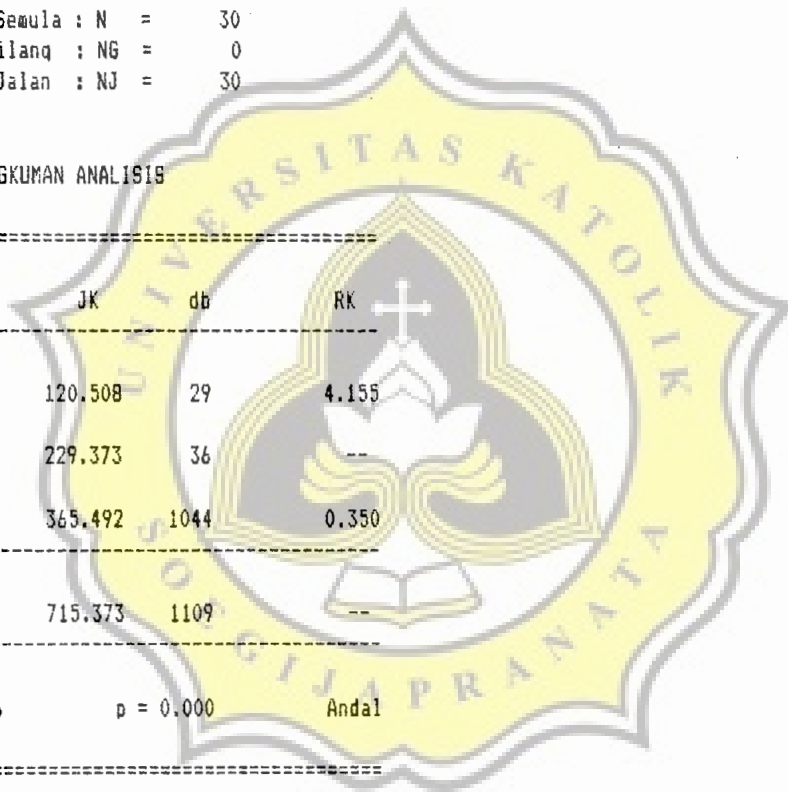 Semula : N = 30
ilang : NG = 0
Jalan : NJ = 30
GKUMAN ANALISIS
==================================
JK db RK
----------------------------------
120.508 29 4.155
229.373 36 --
365.492 1044 0.350
----------------------------------
715.373 1109 --
----------------------------------
p = 0.000 Andal
==================================
UNIVERSITAS KATOLIK
SOEGIJAPRANATA